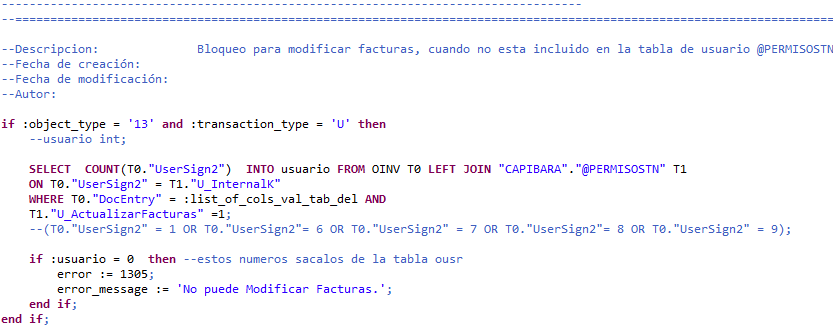 -----------------------------------------------------------------------------------
--=====================================================================================================================
--Descripcion: Bloqueo para modificar facturas, cuando no esta incluido en la tabla de usuario @PERMISOSTN
--Fecha de creación:
--Fecha de modificación:
--Autor:
if :object_type = '13' and :transaction_type = 'U' then
--usuario int;
SELECT COUNT(T0."UserSign2") INTO usuario FROM OINV T0 LEFT JOIN "CAPIBARA"."@PERMISOSTN" T1
ON T0."UserSign2" = T1."U_InternalK"
WHERE T0."DocEntry" = :list_of_cols_val_tab_del AND
T1."U_ActualizarFacturas" =1;
--(T0."UserSign2" = 1 OR T0."UserSign2"= 6 OR T0."UserSign2" = 7 OR T0."UserSign2"= 8 OR T0."UserSign2" = 9);
if :usuario = 0 then --estos numeros sacalos de la tabla ousr
error := 1305;
error_message := 'No puede Modificar Facturas.';
end if;
end if;